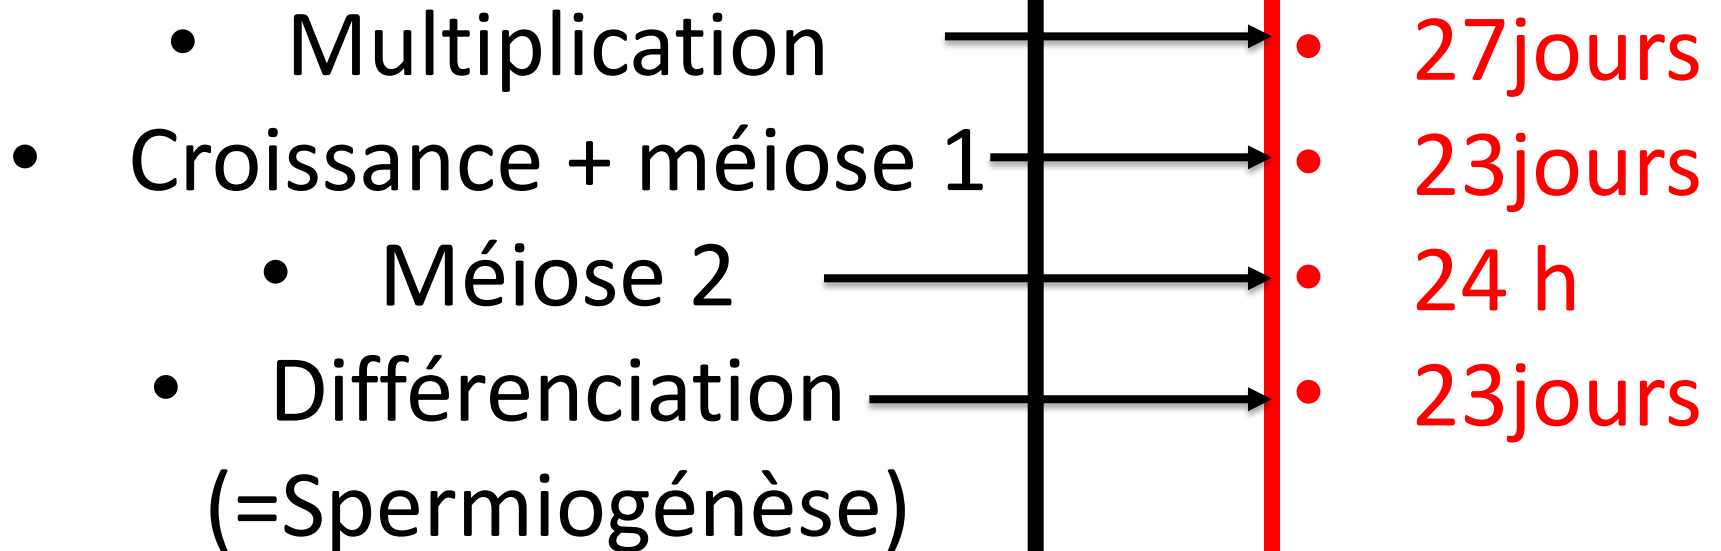 • Multiplication • 27jours
• Croissance + méiose 1 • 23jours
• Méiose 2 • 24 h
• Différenciation • 23jours
(=Spermiogénèse)